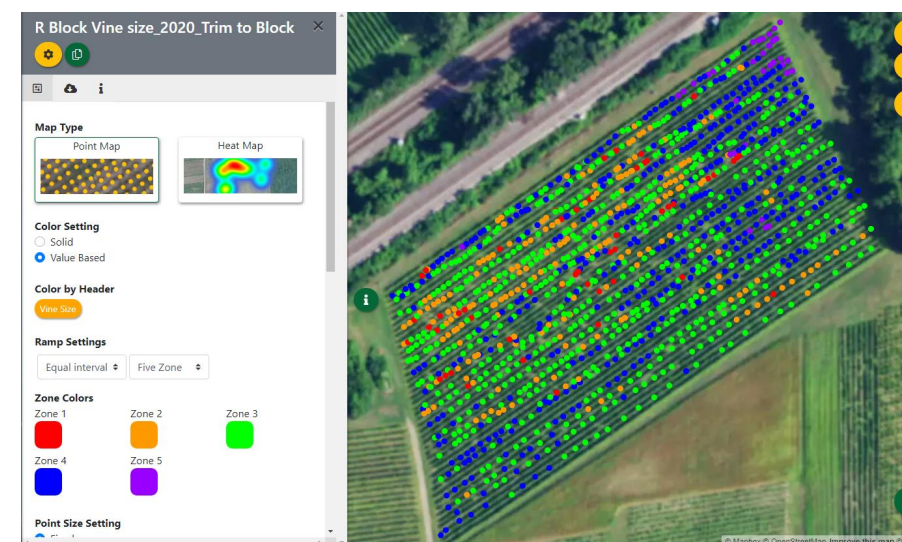 R Block Vine size_2020_Trim to Block
Map Type
Point Map
Heat Map
Color Setting
Solid
Value Based
Color by Header
Vine Size
Ramp Settings
Equal interval
Five Zone
Zone Colors
Zone 1
Zone 2
Zone 3
Zone 4
Zone 5
Point Size Setting
© Mapbox © OpenStreetMap Improve this map ©